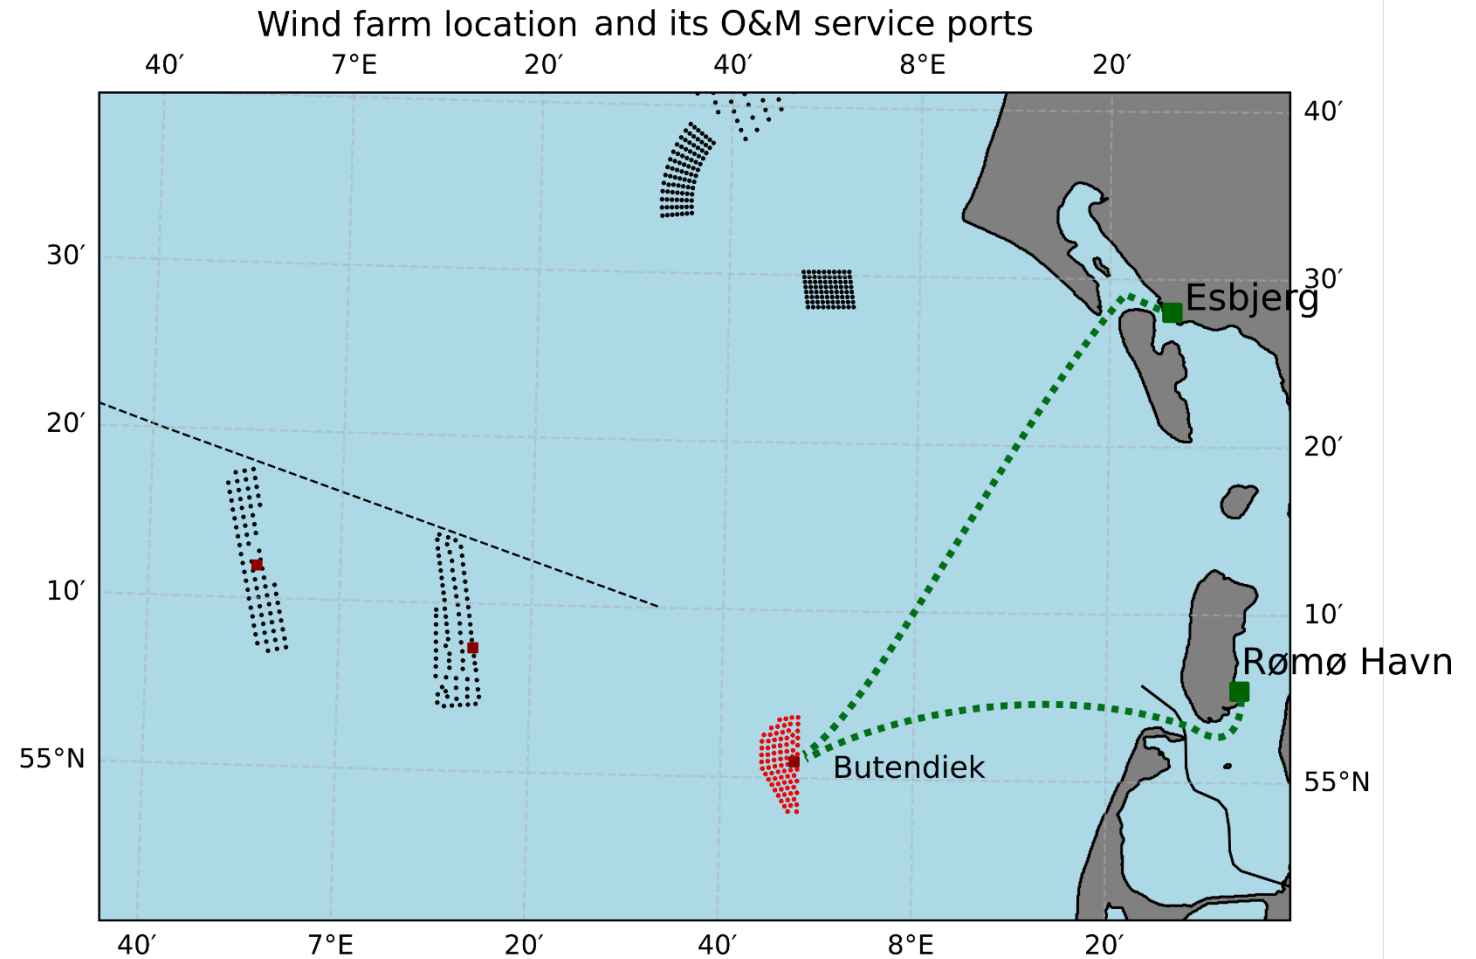 Wind farm location and its O&M service ports
40′ 7°E 20′ 40′ 8°E 20′
40′
30′ 30′
Esbjerg
20′ 20′
10′ 10′
Rømø Havn
55°N Butendiek 55°N
40′ 7°E 20′ 40′ 8°E 20′